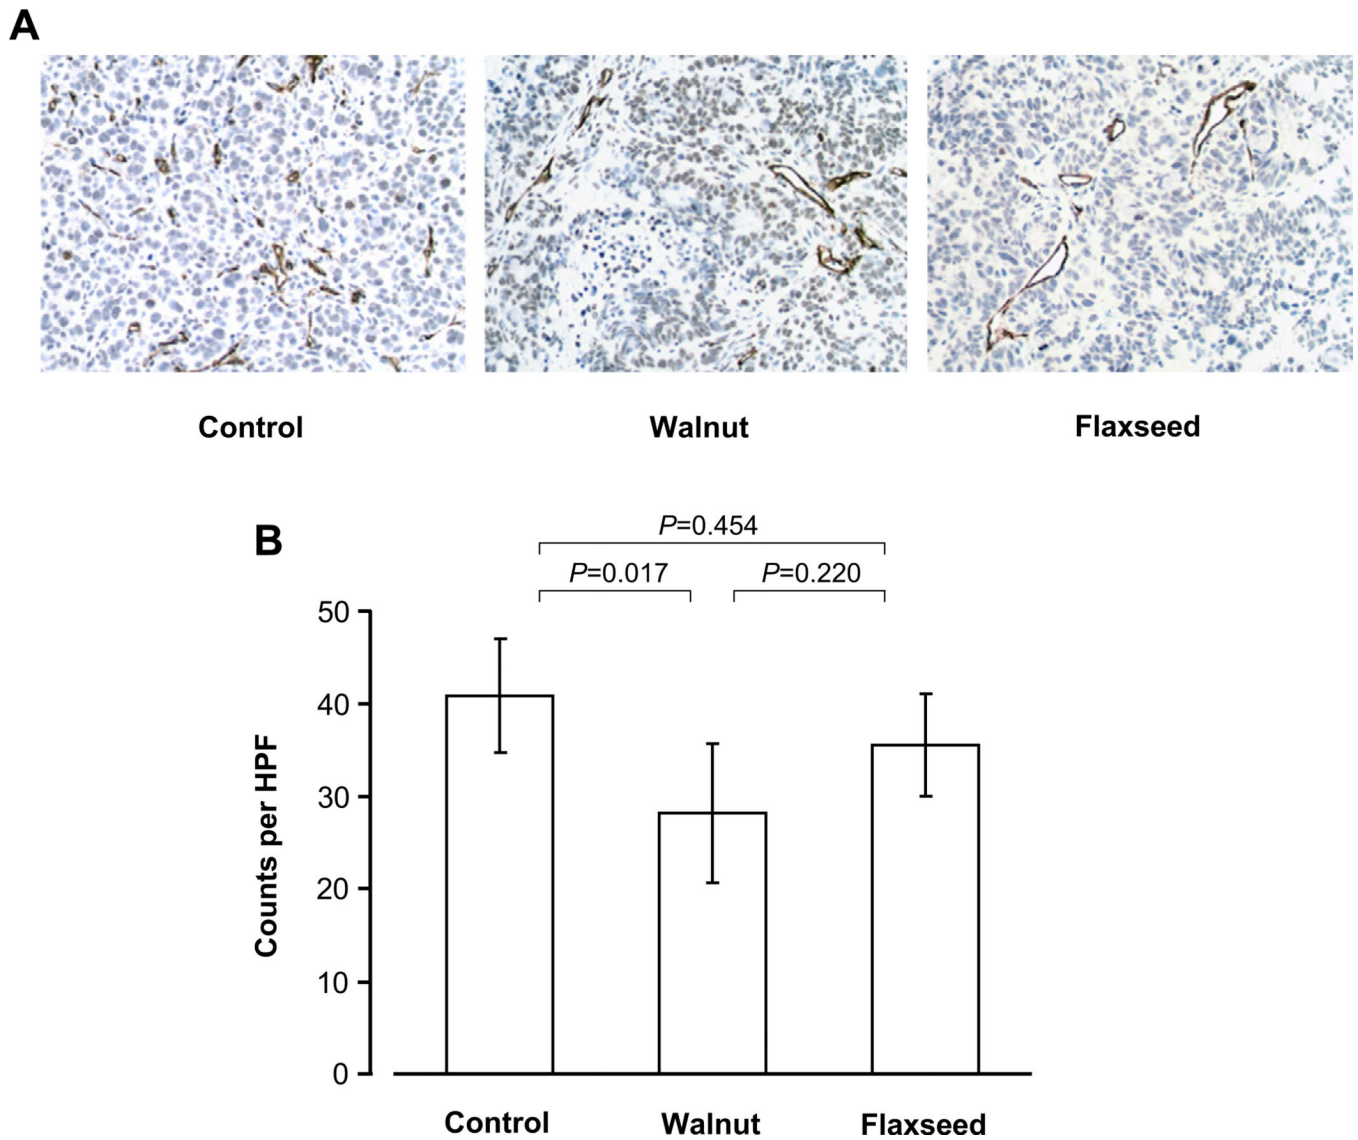 A
Control
Walnut
Flaxseed
B
P=0.454
P=0.017
P=0.220
50
40
30
20
10
0
Counts per HPF
Control
Walnut
Flaxseed